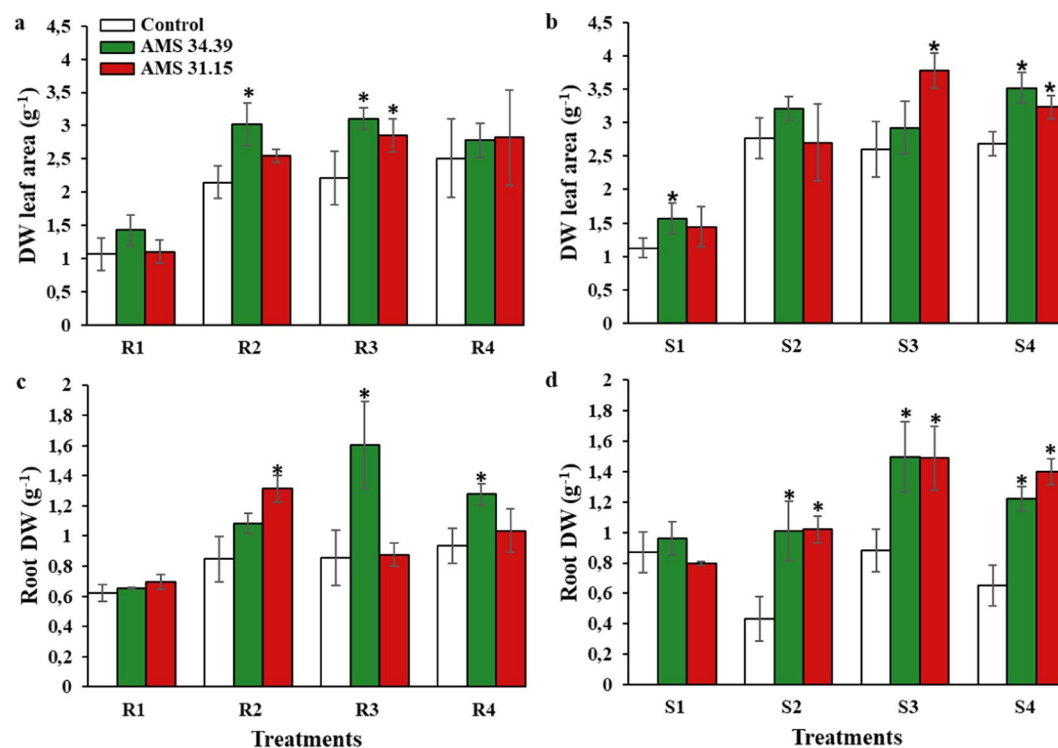 a
Control
AMS 34.39
AMS 31.15
DW leaf area (g⁻¹)
4,5
4
3,5
3
2,5
2
1,5
1
0,5
0
* * *
R1 R2 R3 R4
b
DW leaf area (g⁻¹)
4,5
4
3,5
3
2,5
2
1,5
1
0,5
0
* * * *
S1 S2 S3 S4
c
Root DW (g⁻¹)
2
1,8
1,6
1,4
1,2
1
0,8
0,6
0,4
0,2
0
* * *
R1 R2 R3 R4
Treatments
d
Root DW (g⁻¹)
2
1,8
1,6
1,4
1,2
1
0,8
0,6
0,4
0,2
0
* * * * * *
S1 S2 S3 S4
Treatments